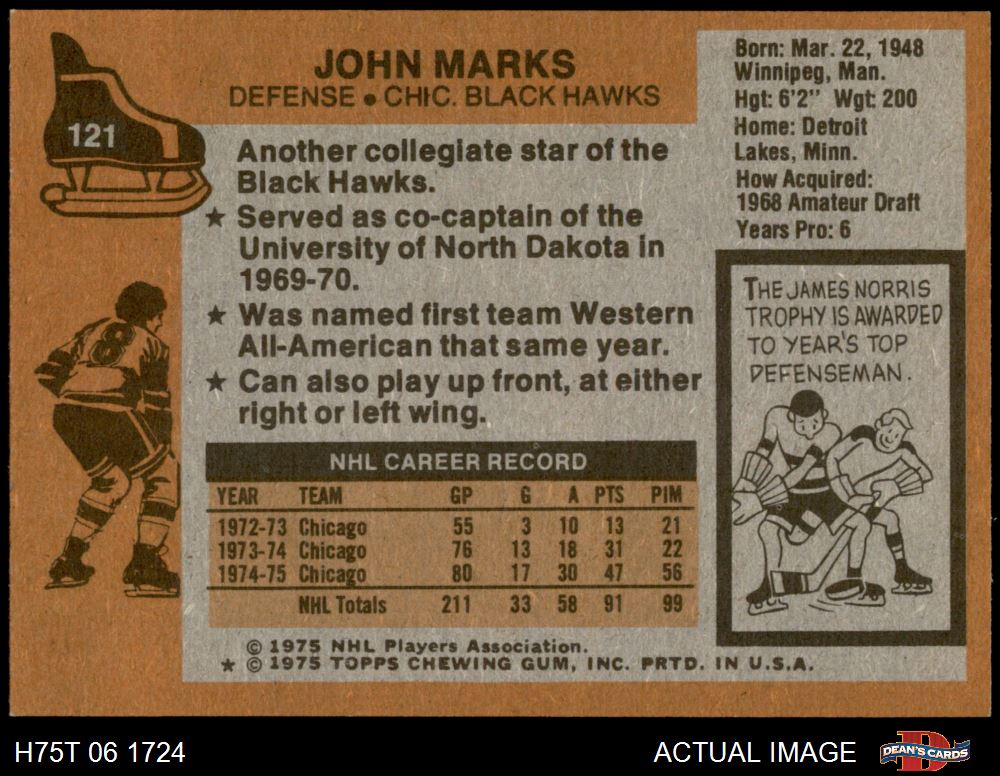 121
JOHN MARKS
DEFENSE • CHIC. BLACK HAWKS
Another collegiate star of the
Black Hawks.
★ Served as co-captain of the
University of North Dakota in
1969-70.
★ Was named first team Western
All-American that same year.
★ Can also play up front, at either
right or left wing.
Born: Mar. 22, 1948
Winnipeg, Man.
Hgt: 6'2" Wgt: 200
Home: Detroit
Lakes, Minn.
How Acquired:
1968 Amateur Draft
Years Pro: 6
8
THE JAMES NORRIS
TROPHY IS AWARDED
TO YEAR'S TOP
DEFENSEMAN.
NHL CAREER RECORD
YEAR TEAM GP G A PTS PIM
1972-73 Chicago 55 3 10 13 21
1973-74 Chicago 76 13 18 31 22
1974-75 Chicago 80 17 30 47 56
NHL Totals 211 33 58 91 99
© 1975 NHL Players Association.
★ © 1975 TOPPS CHEWING GUM, INC. PRTD. IN U.S.A.
H75T 06 1724
ACTUAL IMAGE
D
DEAN'S CARDS